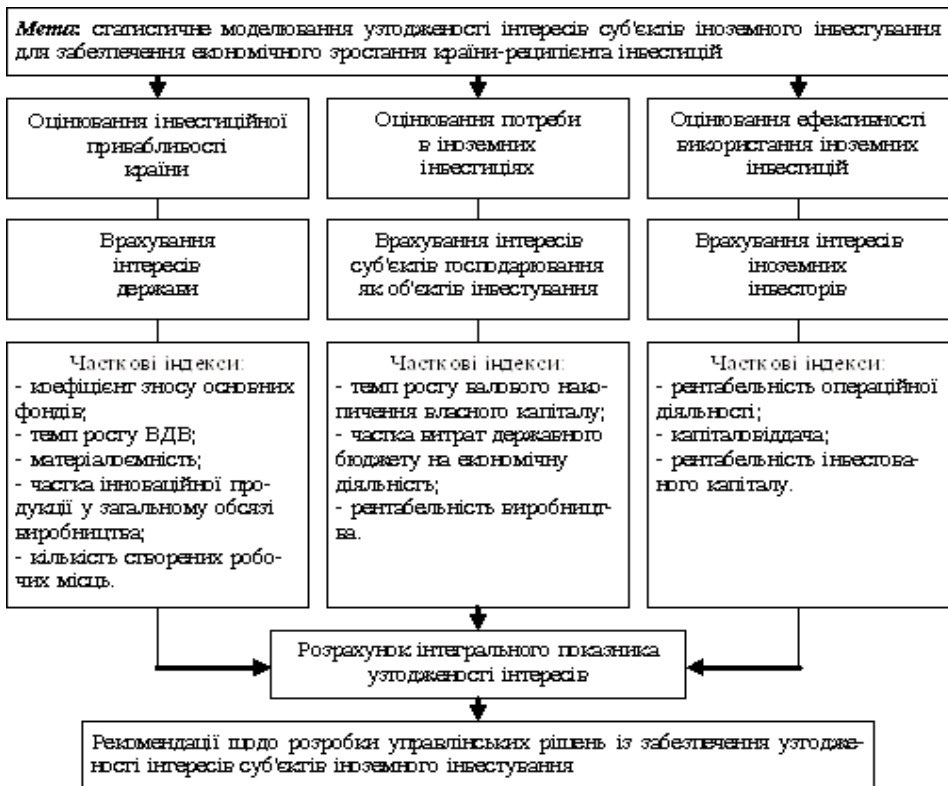 Мета: статистичне моделювання узгодженості інтересів суб'єктів іноземного інвестування
для забезпечення економічного зростання країни-реципієнта інвестицій
Оцінювання інвестиційної
привабливості
країни
Оцінювання потреби
в іноземних
інвестиціях
Оцінювання ефективності
використання іноземних
інвестицій
Врахування
інтересів
держави
Врахування інтересів
суб'єктів господарювання
як об'єктів інвестування
Врахування інтересів
іноземних
інвесторів
Часткові індекси:
- коефіцієнт зносу основних
фондів;
- темп росту ВДВ;
- матеріалоємність;
- частка інноваційної про-
дукції у загальному обсязі
виробництва;
- кількість створених робо-
чих місць.
Часткові індекси:
- темп росту валового нако-
пичення власного капіталу;
- частка витрат державного
бюджету на економічну
діяльність;
- рентабельність виробницт-
ва.
Часткові індекси:
- рентабельність операційної
діяльності;
- капіталовіддача;
- рентабельність інвестова-
ного капіталу.
Розрахунок інтегрального показника
узгодженості інтересів
Рекомендації щодо розробки управлінських рішень із забезпечення узгодже-
ності інтересів суб'єктів іноземного інвестування